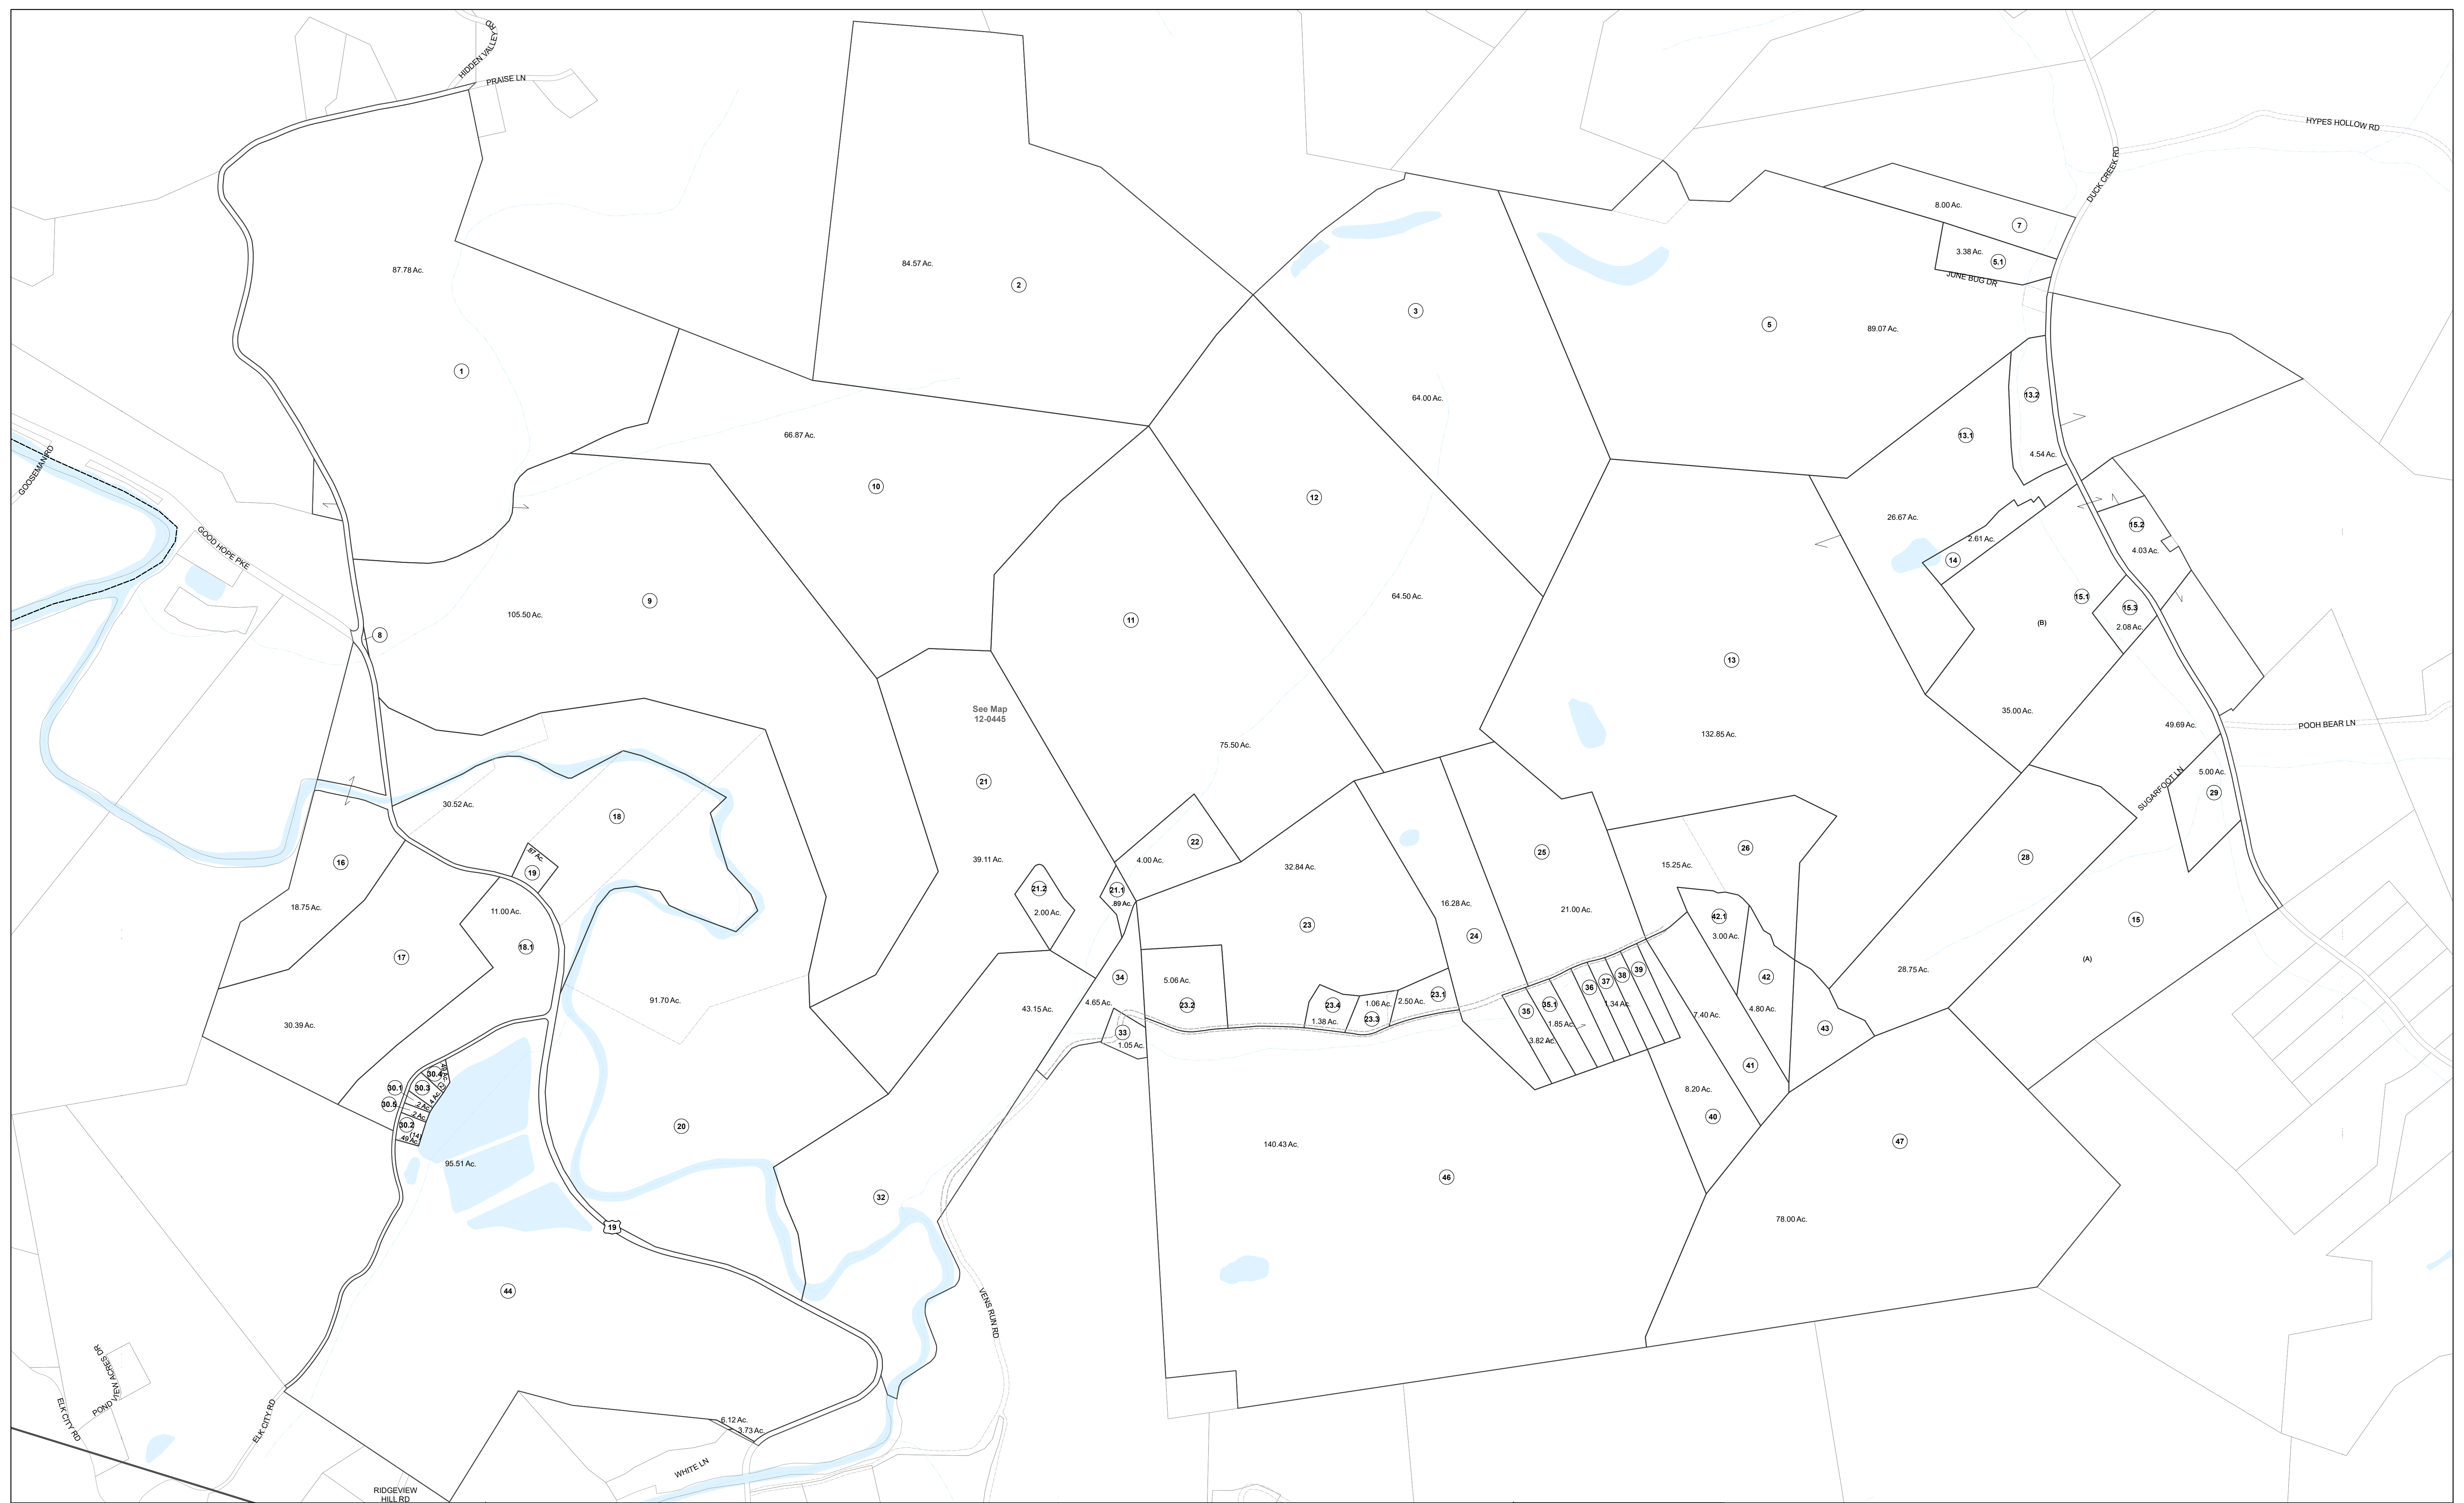 HIDDEN VALLEY RD
PRAISE LN
HYPES HOLLOW RD
DUCK CREEK RD
8.00 Ac.
7
3.38 Ac.
5.1
JUNE BUG DR
87.78 Ac.
84.57 Ac.
2
3
5
89.07 Ac.
1
64.00 Ac.
13.2
66.87 Ac.
13.1
4.54 Ac.
GOOSEMAN RD
10
12
26.67 Ac.
15.2
2.61 Ac.
4.03 Ac.
14
GOOD HOPE PKE
105.50 Ac.
9
11
64.50 Ac.
15.1
15.3
(B)
2.08 Ac.
8
13
See Map
12-0445
35.00 Ac.
49.69 Ac.
POOH BEAR LN
75.50 Ac.
132.85 Ac.
21
5.00 Ac.
SUGARFOOT LN
29
30.52 Ac.
18
22
16
.87 Ac.
19
39.11 Ac.
4.00 Ac.
32.84 Ac.
25
15.25 Ac.
26
28
21.2
21.1
.89 Ac.
2.00 Ac.
18.75 Ac.
11.00 Ac.
16.28 Ac.
21.00 Ac.
42.1
3.00 Ac.
15
23
24
18.1
17
(A)
28.75 Ac.
34
5.06 Ac.
42
39
38
37
36
91.70 Ac.
4.65 Ac.
23.2
23.4
1.06 Ac.
2.50 Ac.
23.1
35.1
35
1.34 Ac.
43.15 Ac.
4.80 Ac.
7.40 Ac.
30.39 Ac.
1.38 Ac.
23.3
1.85 Ac.
43
33
1.05 Ac.
3.82 Ac.
41
30.4
30.1
30.3
30.5
.2 Ac.
.2 Ac.
30.2
(14)
.49 Ac.
8.20 Ac.
40
20
95.51 Ac.
140.43 Ac.
47
46
32
78.00 Ac.
19
44
VENS RUN RD
POND VIEW ACRES DR
ELK CITY RD
ELK CITY RD
6.12 Ac.
3.73 Ac.
WHITE LN
RIDGEVIEW
HILL RD